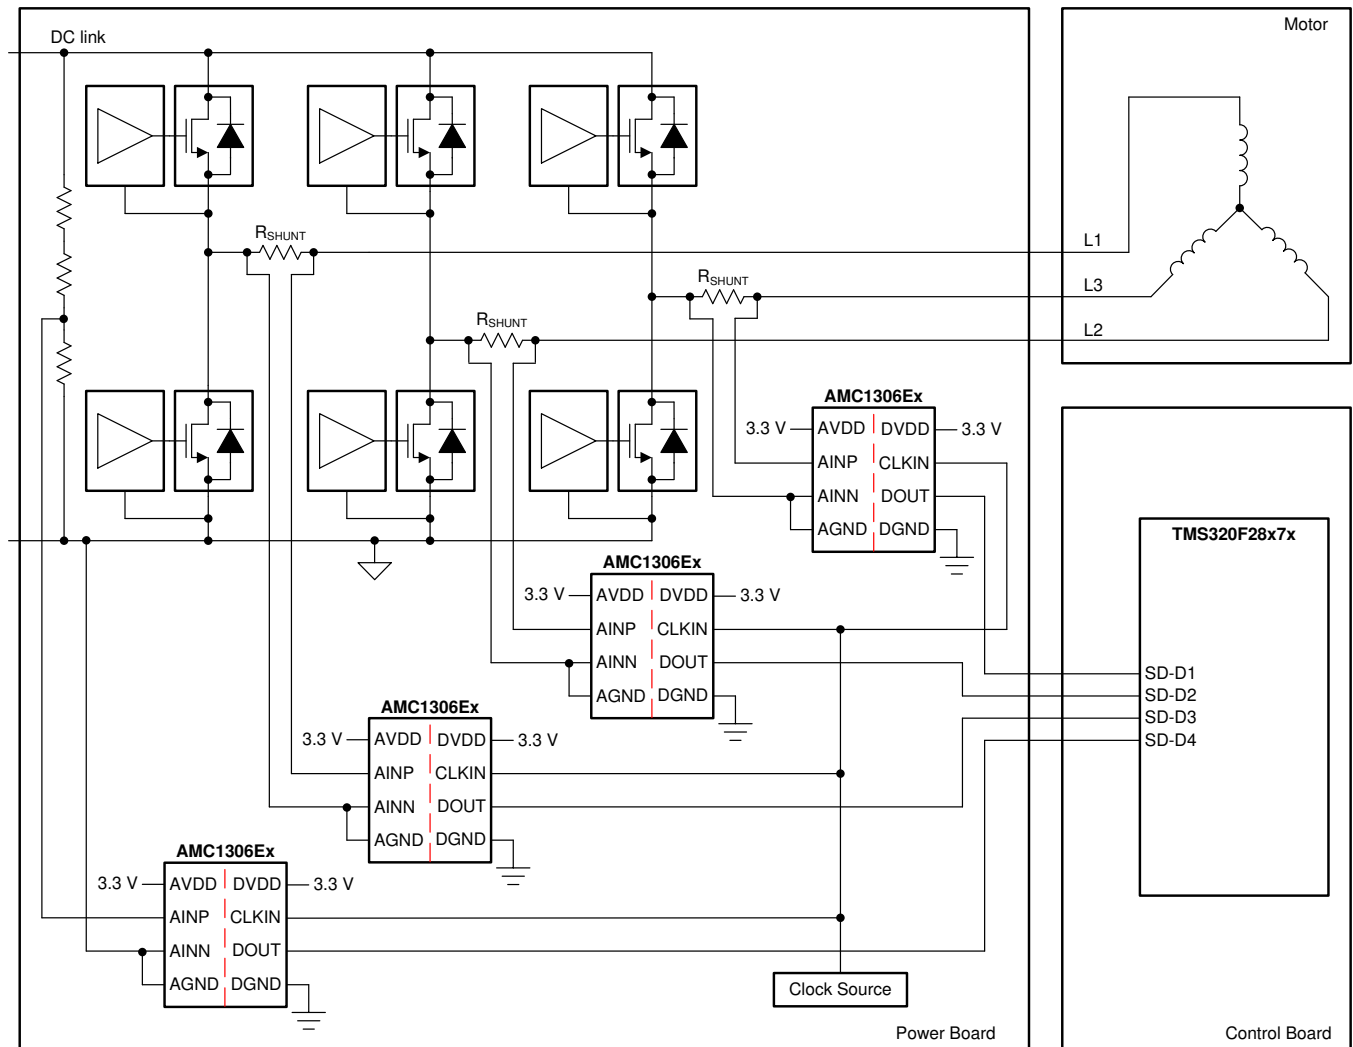 DC link
Motor
RSHUNT
L1
RSHUNT
L3
RSHUNT
L2
AMC1306Ex
3.3 V AVDD DVDD 3.3 V
AINP CLKIN
AINN DOUT
AGND DGND
TMS320F28x7x
AMC1306Ex
3.3 V AVDD DVDD 3.3 V
AINP CLKIN
AINN DOUT
AGND DGND
SD-D1
SD-D2
SD-D3
SD-D4
AMC1306Ex
3.3 V AVDD DVDD 3.3 V
AINP CLKIN
AINN DOUT
AGND DGND
AMC1306Ex
3.3 V AVDD DVDD 3.3 V
AINP CLKIN
AINN DOUT
AGND DGND
Clock Source
Power Board
Control Board